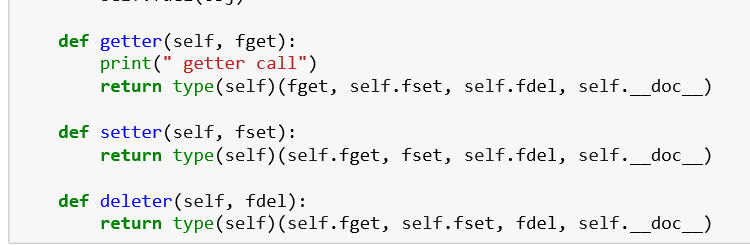 def getter(self, fget):
print(" getter call")
return type(self)(fget, self.fset, self.fdel, self.__doc__)
def setter(self, fset):
return type(self)(self.fget, fset, self.fdel, self.__doc__)
def deleter(self, fdel):
return type(self)(self.fget, self.fset, fdel, self.__doc__)